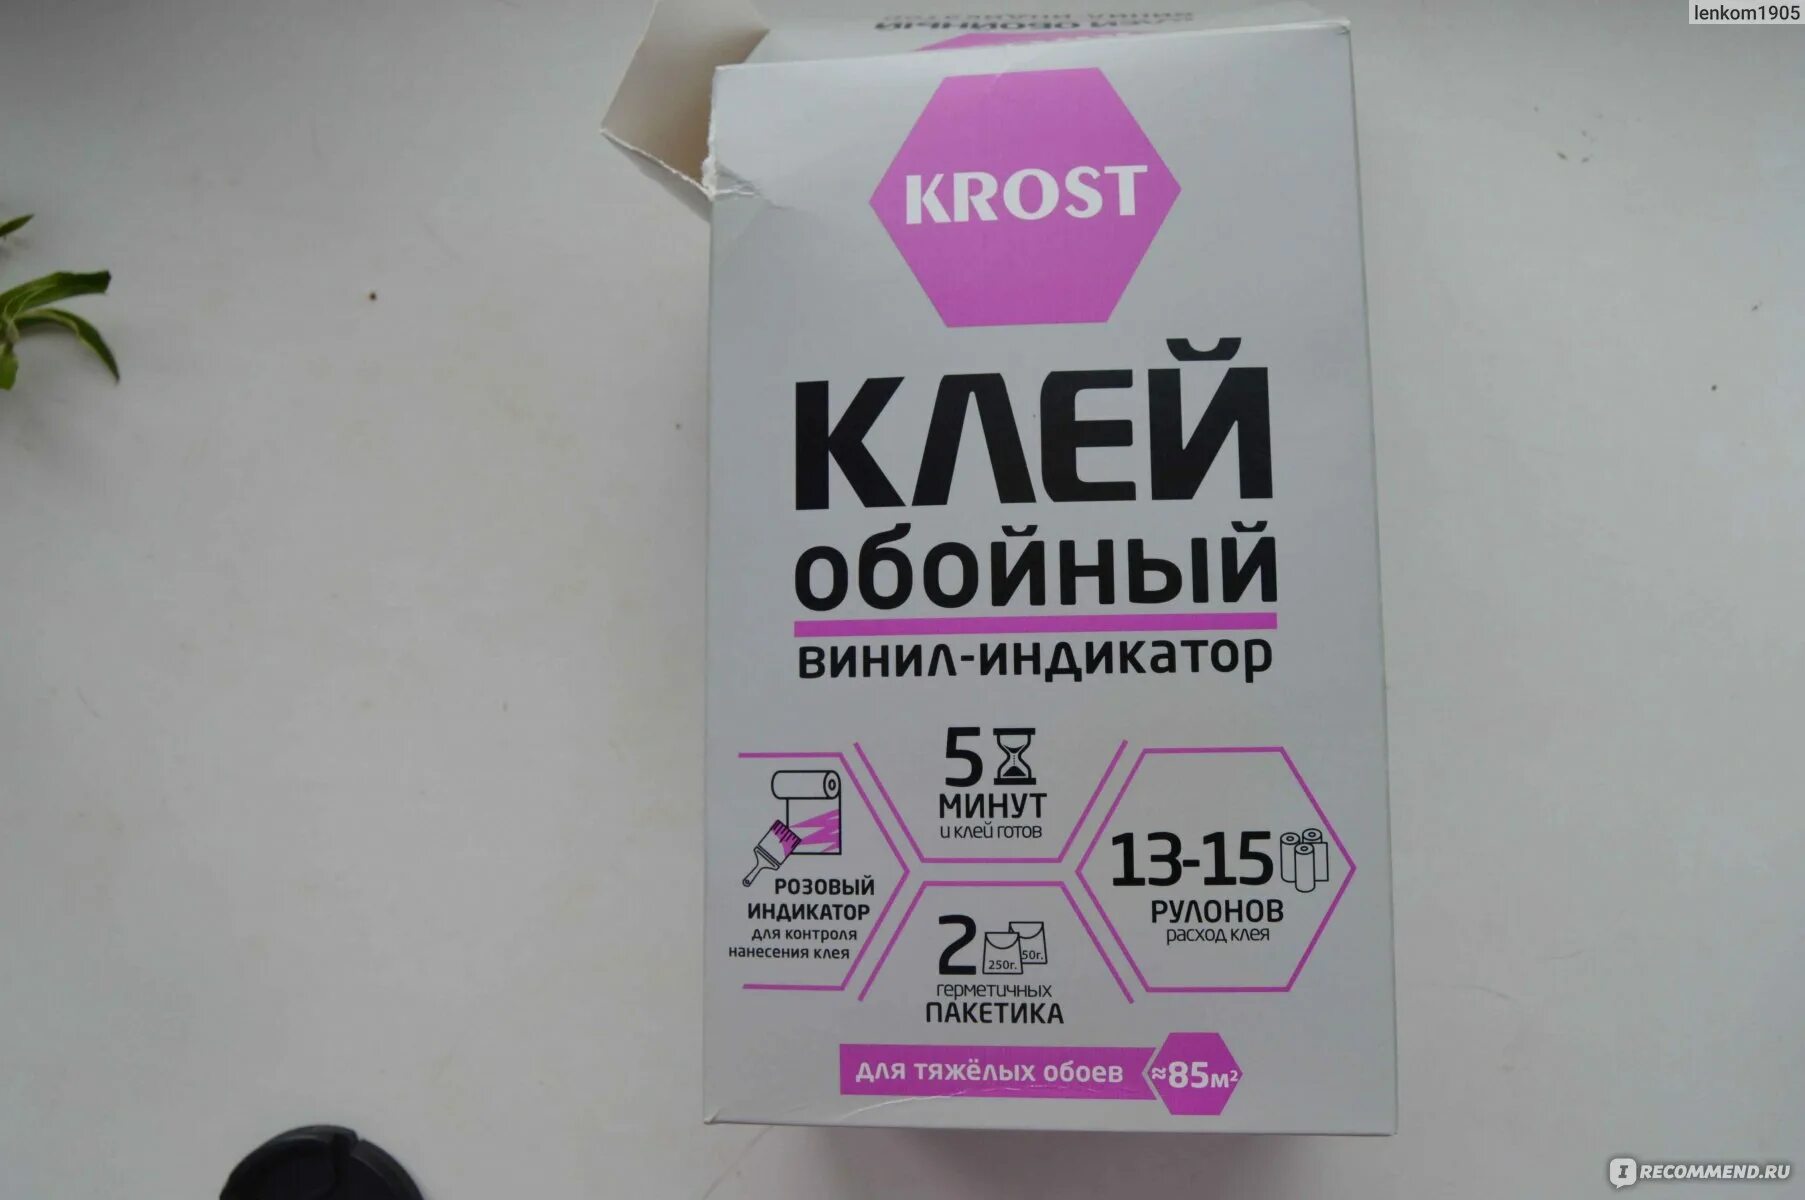 lenkom1905
KROST
КЛЕЙ
ОБОЙНЫЙ
ВИНИЛ-ИНДИКАТОР
5
МИНУТ
и клей готов
РОЗОВЫЙ
ИНДИКАТОР
для контроля
нанесения клея
2
250г.
50г.
герметичных
ПАКЕТИКА
13-15
РУЛОНОВ
расход клея
для тяжёлых обоев
≈85м²
IRECOMMEND.RU